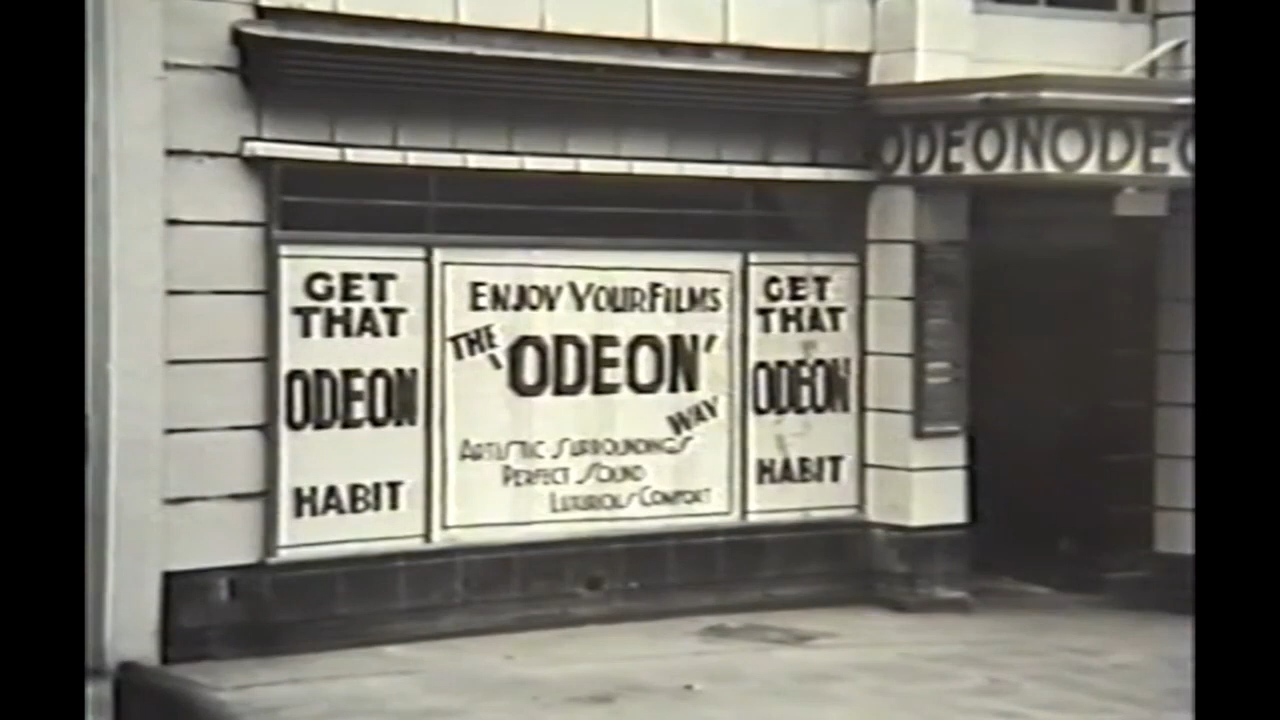 ODEONODEO
GET
THAT
ODEON
HABIT
ENJOY YOUR FILMS
THE
'ODEON'
WAY
ARTISTIC SURROUNDINGS
PERFECT SOUND
LUXURIOUS COMFORT
GET
THAT
ODEON
HABIT